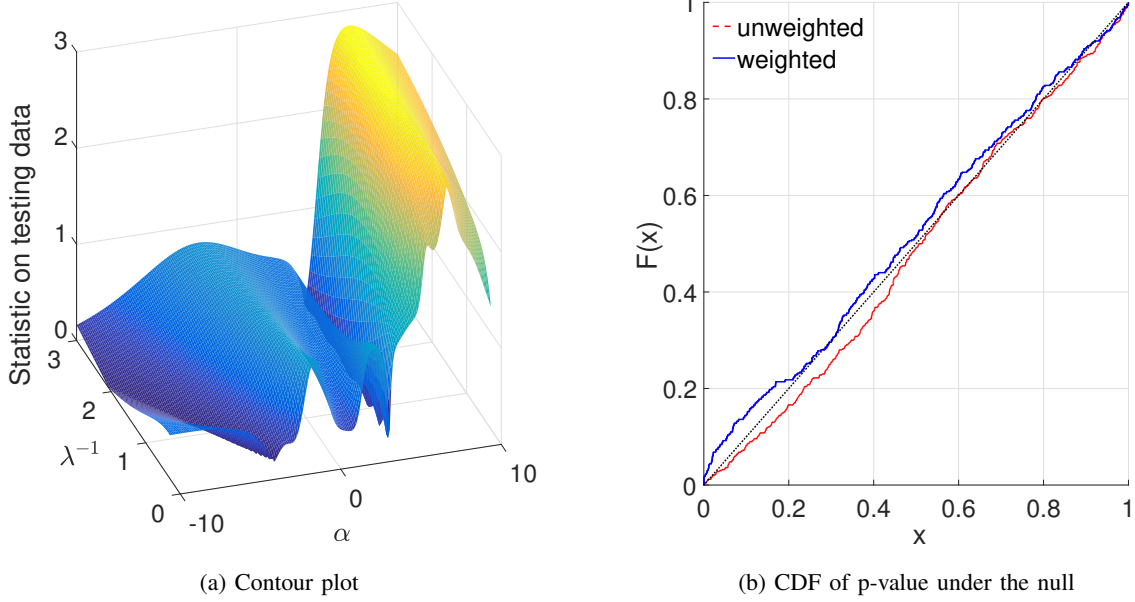 3
2
1
0
Statistic on testing data
3
2
1
0
λ⁻¹
-10
0
10
α
(a) Contour plot
unweighted
weighted
1
0.8
0.6
0.4
0.2
0
F(x)
0 0.2 0.4 0.6 0.8 1
x
(b) CDF of p-value under the null